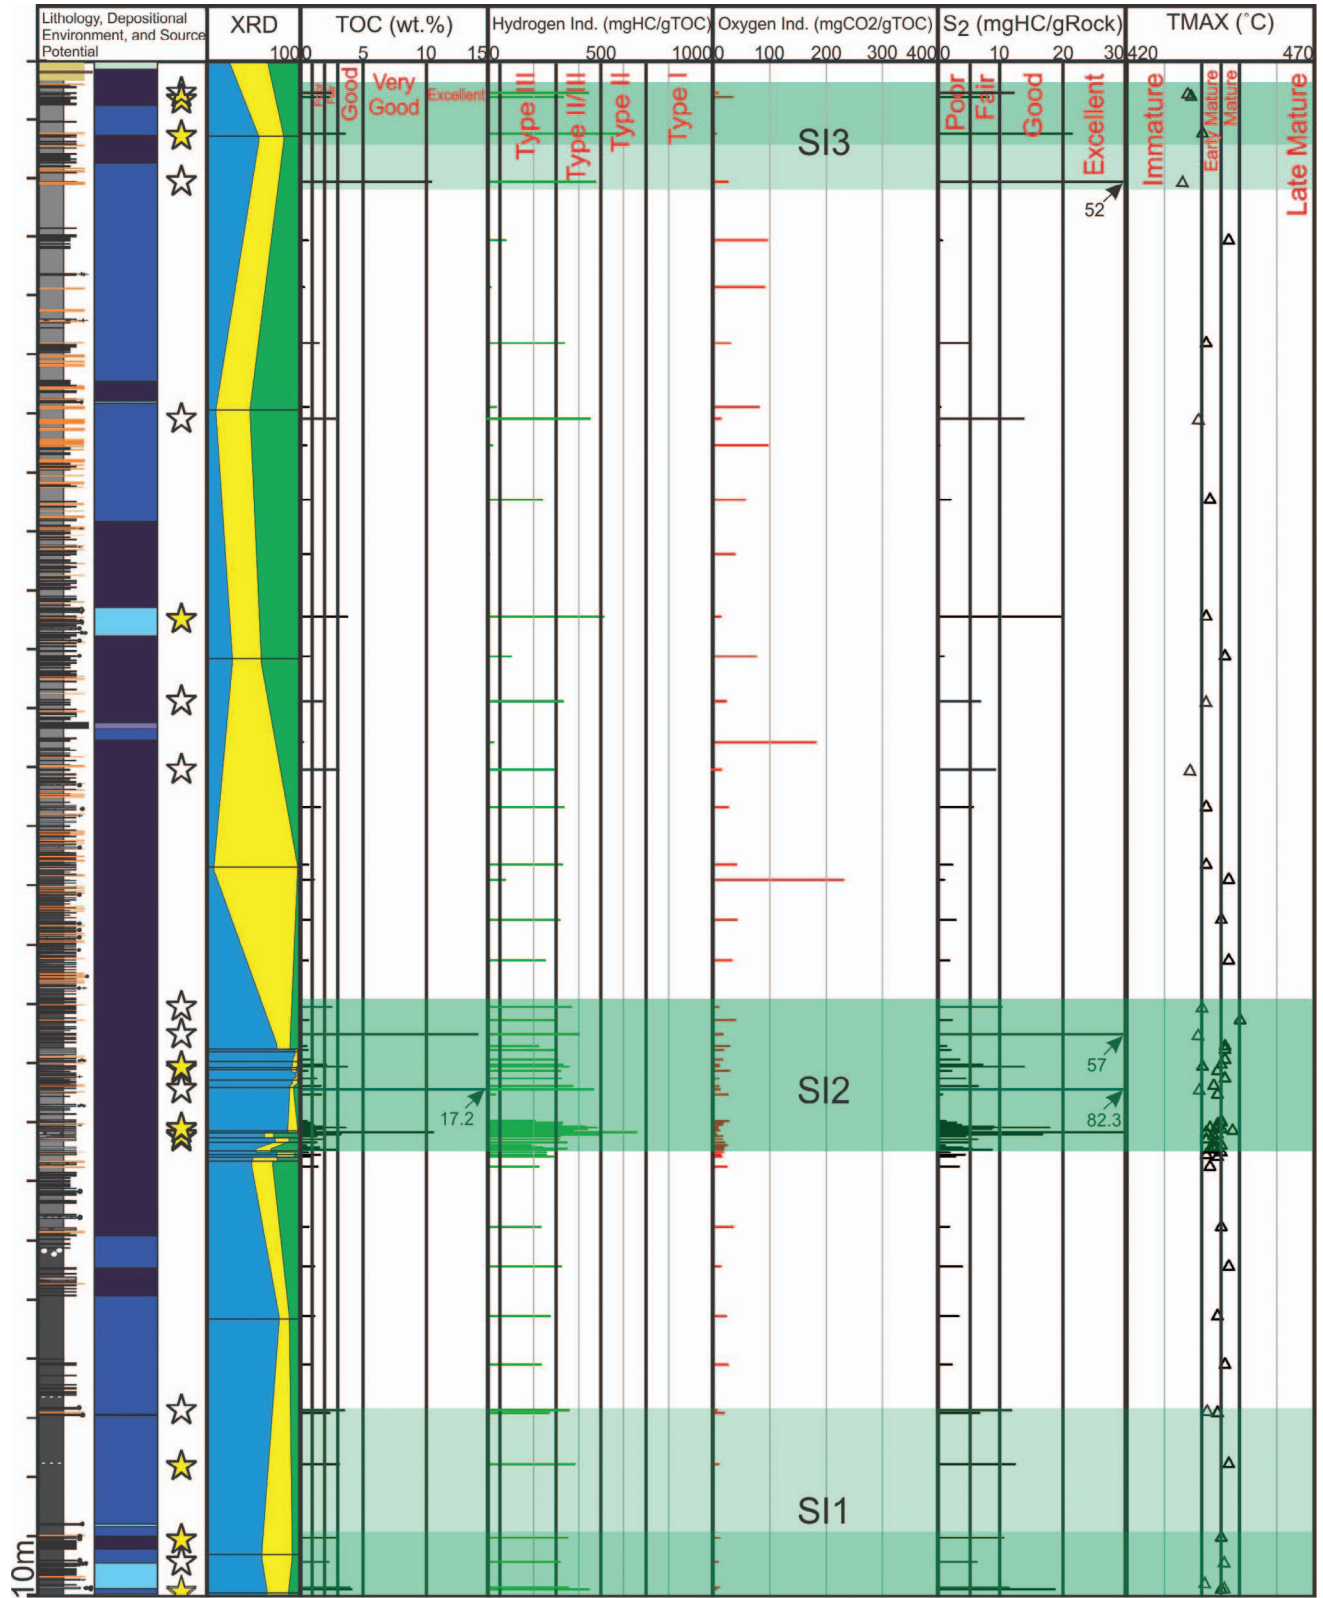 Lithology, Depositional
Environment, and Source
Potential
XRD
TOC (wt.%)
Hydrogen Ind. (mgHC/gTOC)
Oxygen Ind. (mgCO2/gTOC)
S2 (mgHC/gRock)
TMAX (˚C)
100
0 5 10 15
0 500 1000
0 100 200 300 400
0 10 20 30
420 470
Poor
Fair
Good
Very
Good
Excellent
Type III
Type II/III
Type II
Type I
Poor
Fair
Good
Excellent
Immature
Early Mature
Mature
Late Mature
SI3
52
57
SI2
17.2
82.3
SI1
10m